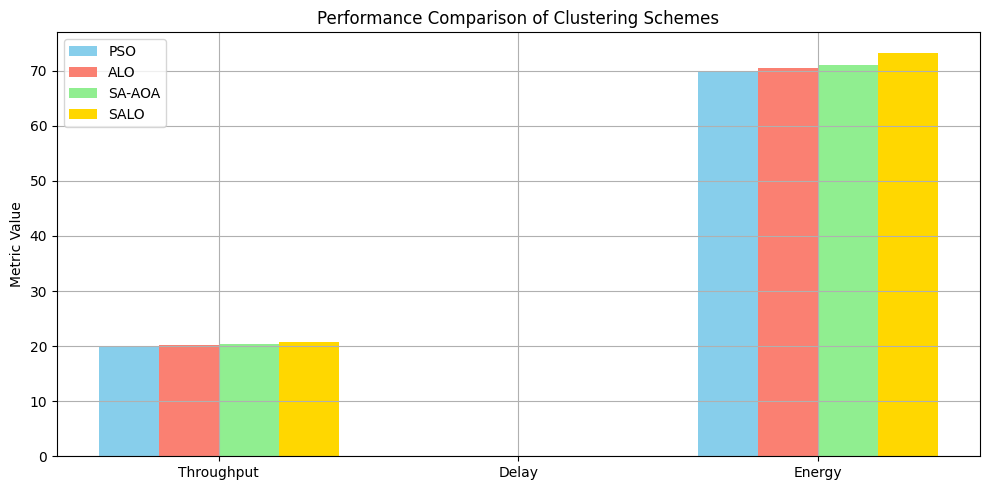 Performance Comparison of Clustering Schemes
PSO
ALO
SA-AOA
SALO
Metric Value
70
60
50
40
30
20
10
0
Throughput
Delay
Energy